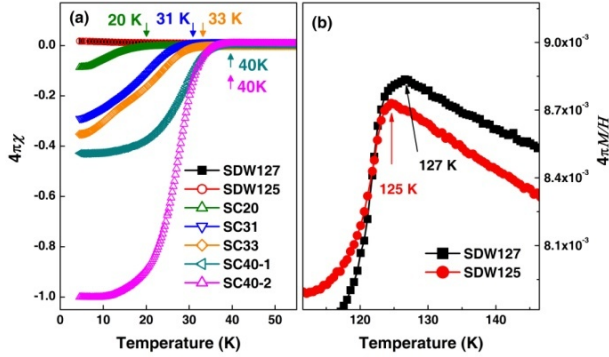 (a)
20 K
31 K
33 K
40K
40K
0.0
-0.2
-0.4
-0.6
-0.8
-1.0
4πχ
SDW127
SDW125
SC20
SC31
SC33
SC40-1
SC40-2
0 10 20 30 40 50
Temperature (K)
(b)
127 K
125 K
SDW127
SDW125
120 130 140
Temperature (K)
9.0x10⁻³
8.7x10⁻³
8.4x10⁻³
8.1x10⁻³
4πM/H